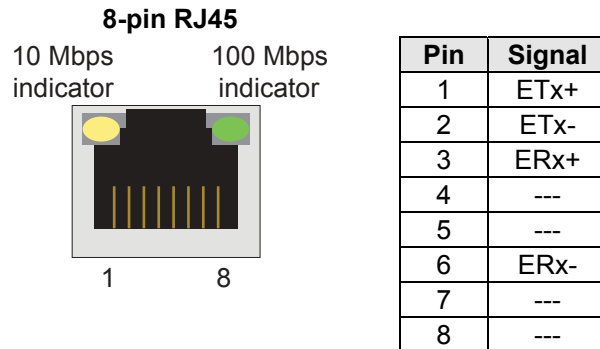 8-pin RJ45
10 Mbps indicator
100 Mbps indicator
1 8
Pin Signal
1 ETx+
2 ETx-
3 ERx+
4 ---
5 ---
6 ERx-
7 ---
8 ---